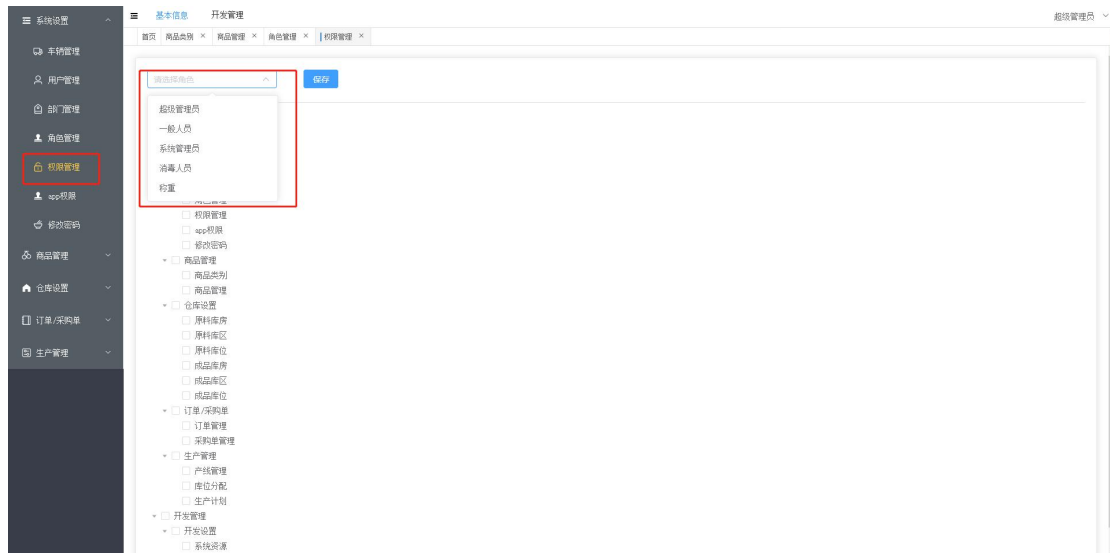 系统设置
车辆管理
用户管理
部门管理
角色管理
权限管理
app权限
修改密码
商品管理
仓库设置
订单/采购单
生产管理
基本信息 开发管理
超级管理员
首页 商品类别 × 商品管理 × 角色管理 × 权限管理 ×
请选择角色
保存
超级管理员
一般人员
系统管理员
消毒人员
称重
角色管理
权限管理
app权限
修改密码
商品管理
商品类别
商品管理
仓库设置
原料库房
原料库区
原料库位
成品库房
成品库区
成品库位
订单/采购单
订单管理
采购单管理
生产管理
产线管理
库位分配
生产计划
开发管理
开发设置
系统资源